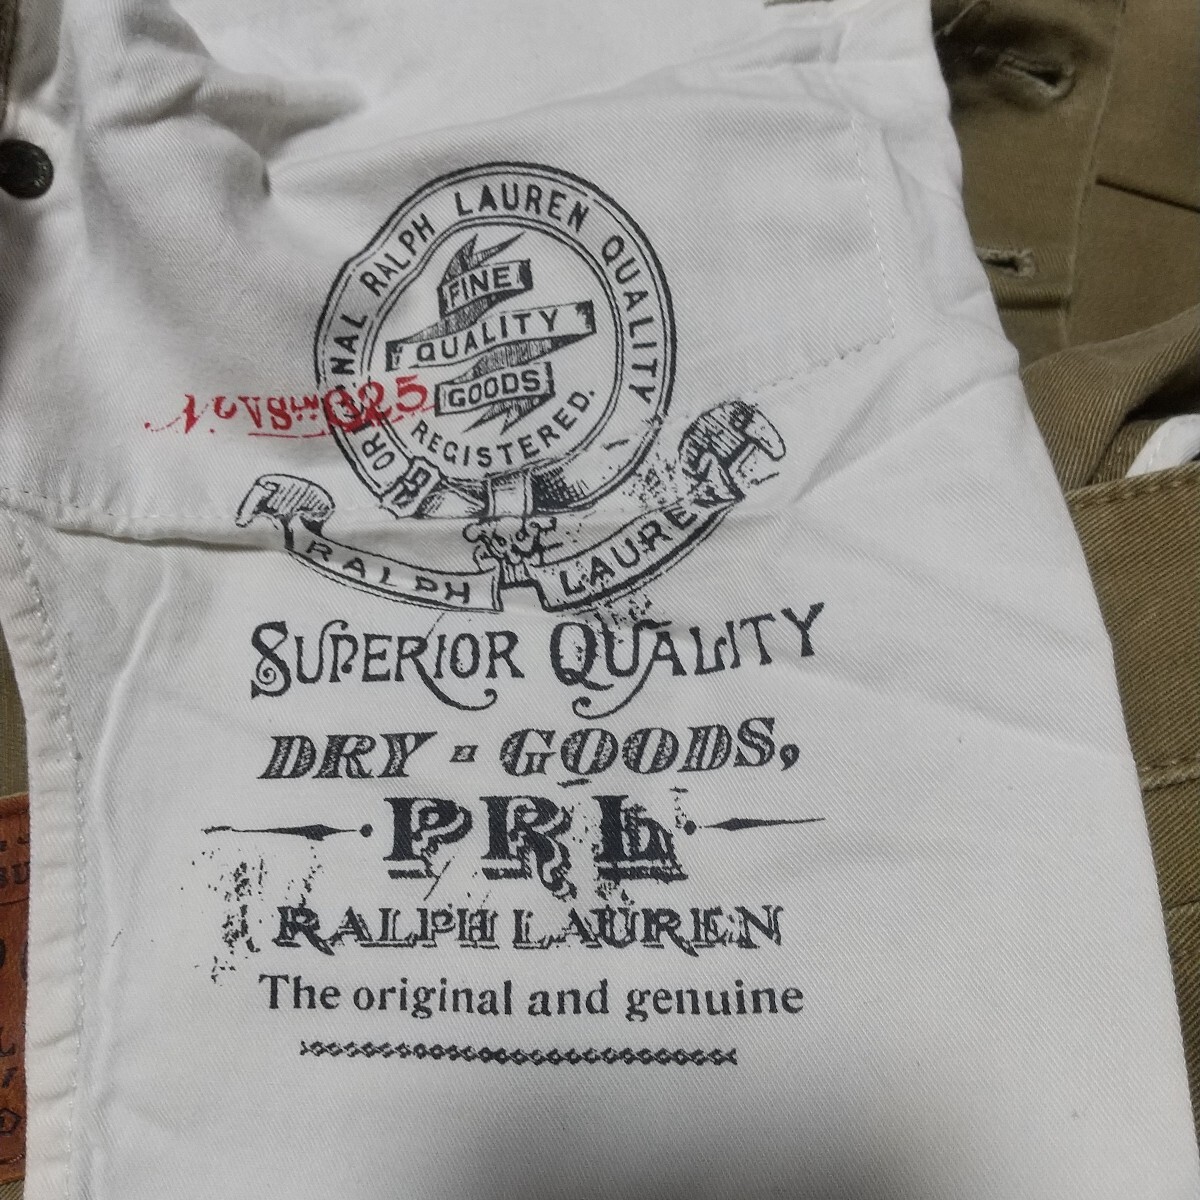 ORIGINAL RALPH LAUREN QUALITY
FINE
QUALITY
GOODS
REGISTERED.
325
RALPH LAUREN
SUPERIOR QUALITY
DRY - GOODS,
PRL
RALPH LAUREN
The original and genuine